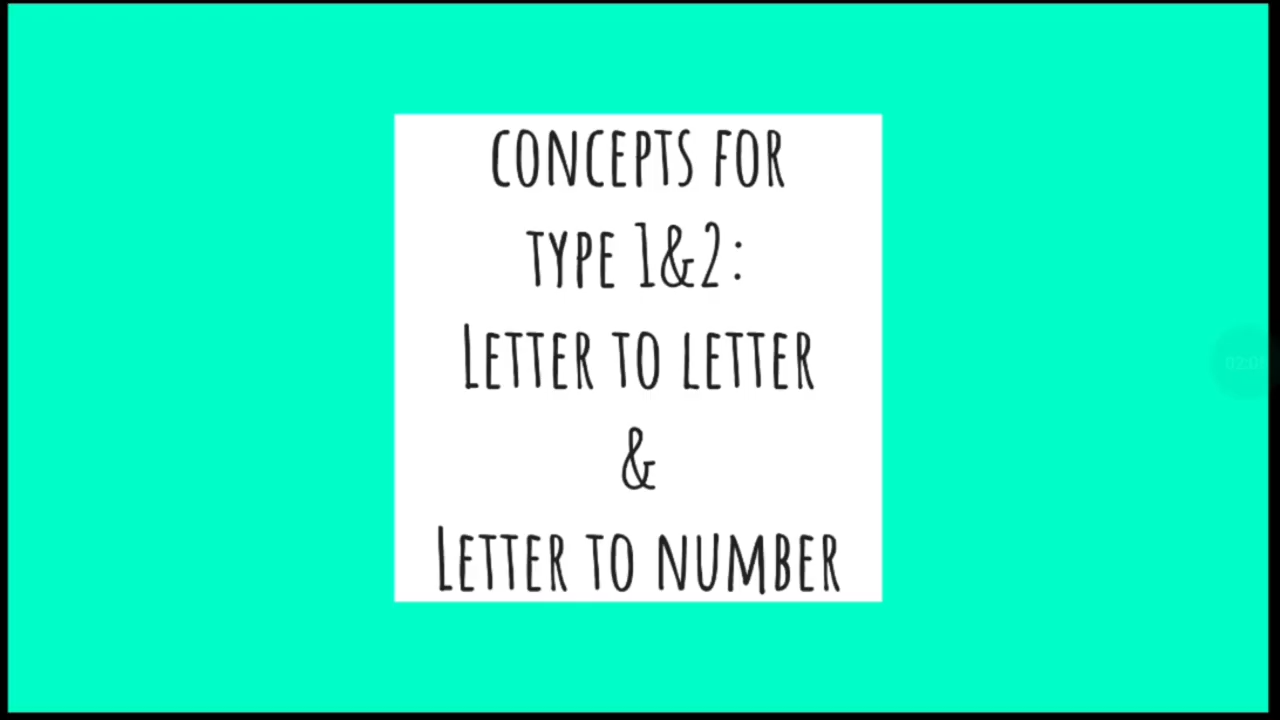 CONCEPTS FOR
TYPE 1&2:
LETTER TO LETTER
&
LETTER TO NUMBER